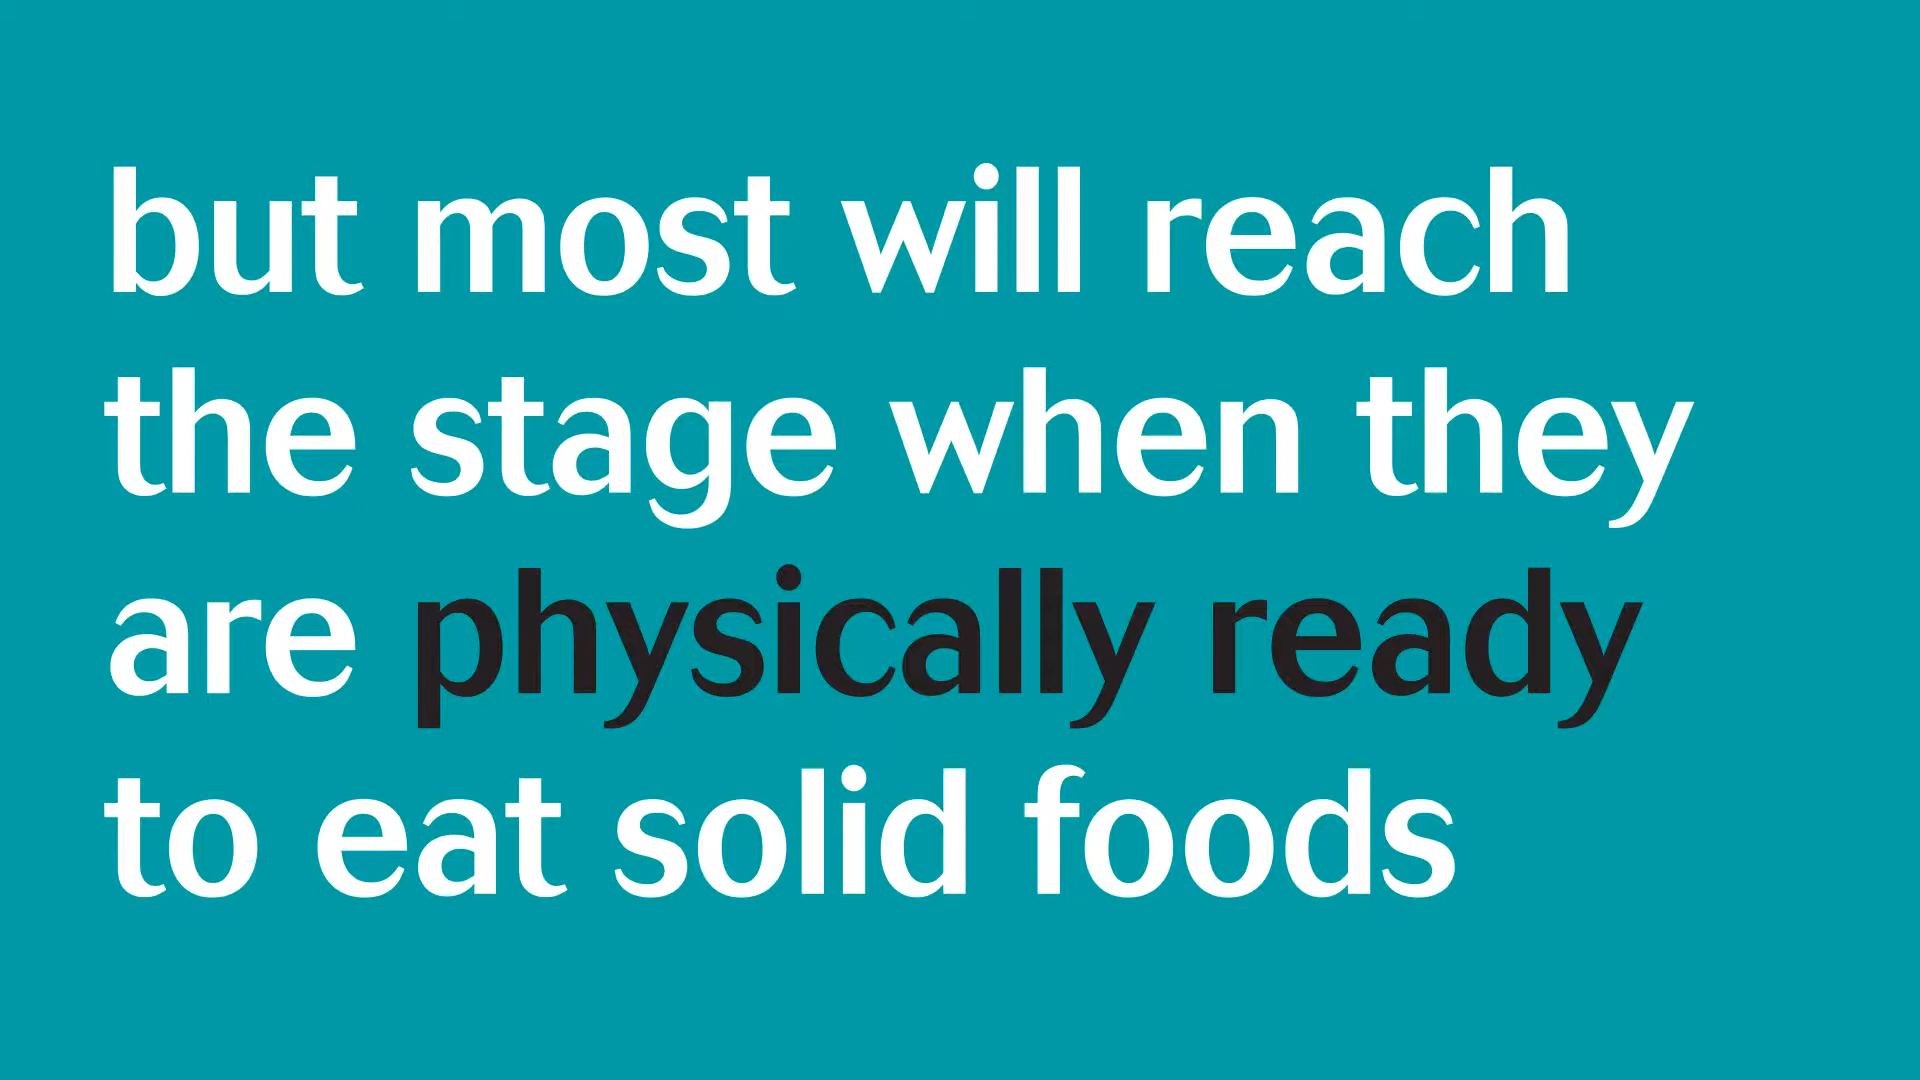 but most will reach
the stage when they
are physically ready
to eat solid foods